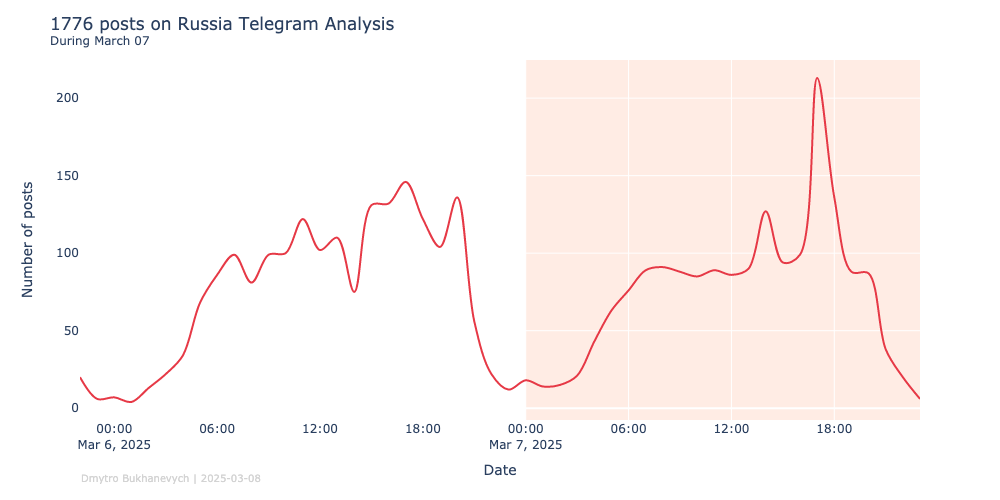 1776 posts on Russia Telegram Analysis
During March 07
Number of posts
200
150
100
50
0
00:00 06:00 12:00 18:00 00:00 06:00 12:00 18:00
Mar 6, 2025 Mar 7, 2025
Date
Dmytro Bukhanevych | 2025-03-08